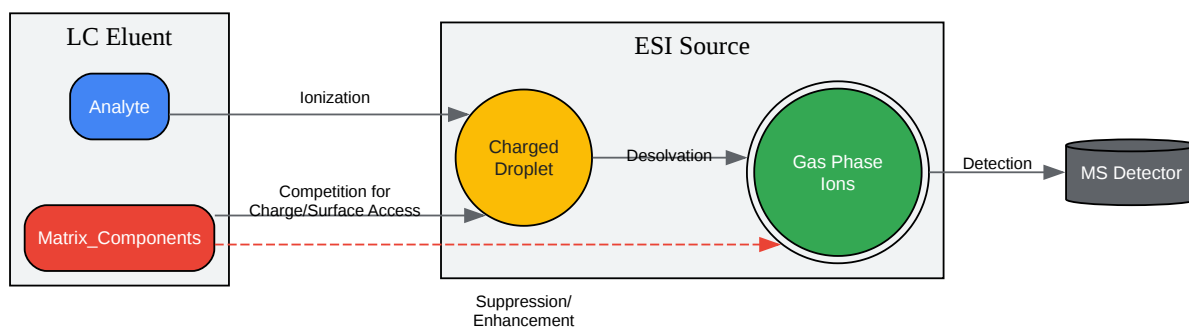 LC Eluent
ESI Source
Analyte
Ionization
Charged
Droplet
Desolvation
Gas Phase
Ions
Detection
MS Detector
Competition for
Charge/Surface Access
Matrix_Components
Suppression/
Enhancement